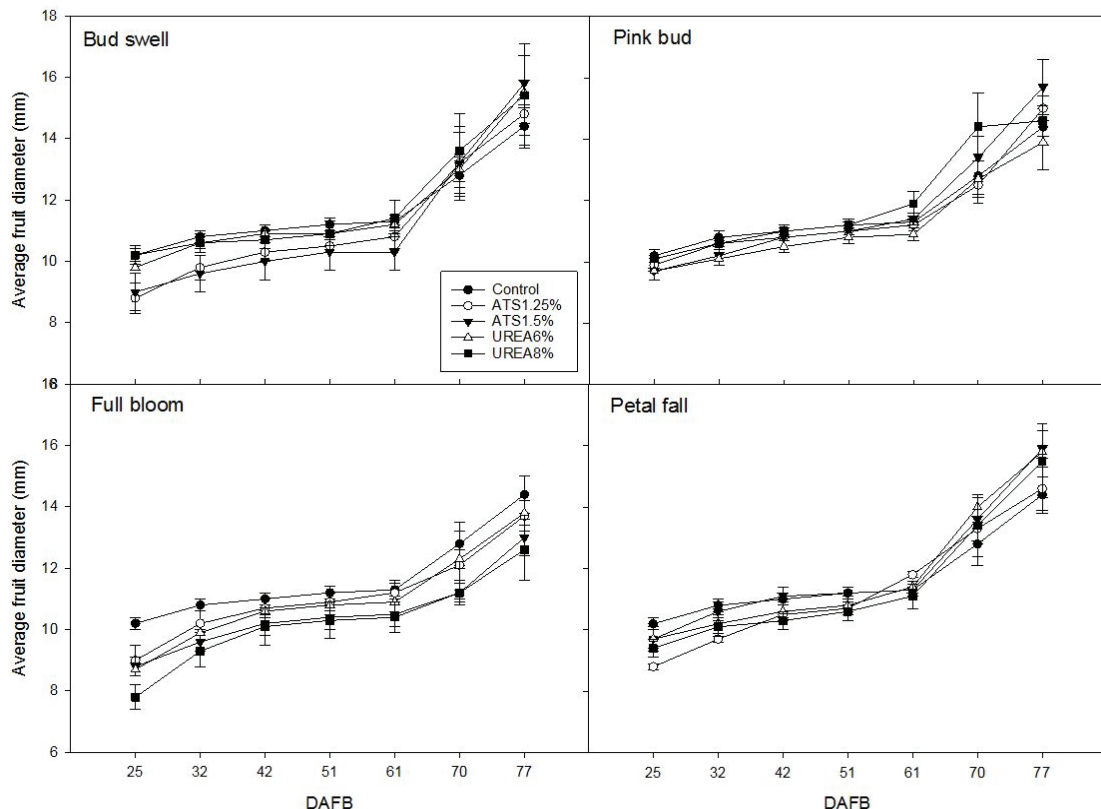 Bud swell
Pink bud
Average fruit diameter (mm)
18
16
14
12
10
8
6
Control
ATS1.25%
ATS1.5%
UREA6%
UREA8%
Full bloom
Petal fall
Average fruit diameter (mm)
18
16
14
12
10
8
6
25 32 42 51 61 70 77
25 32 42 51 61 70 77
DAFB
DAFB